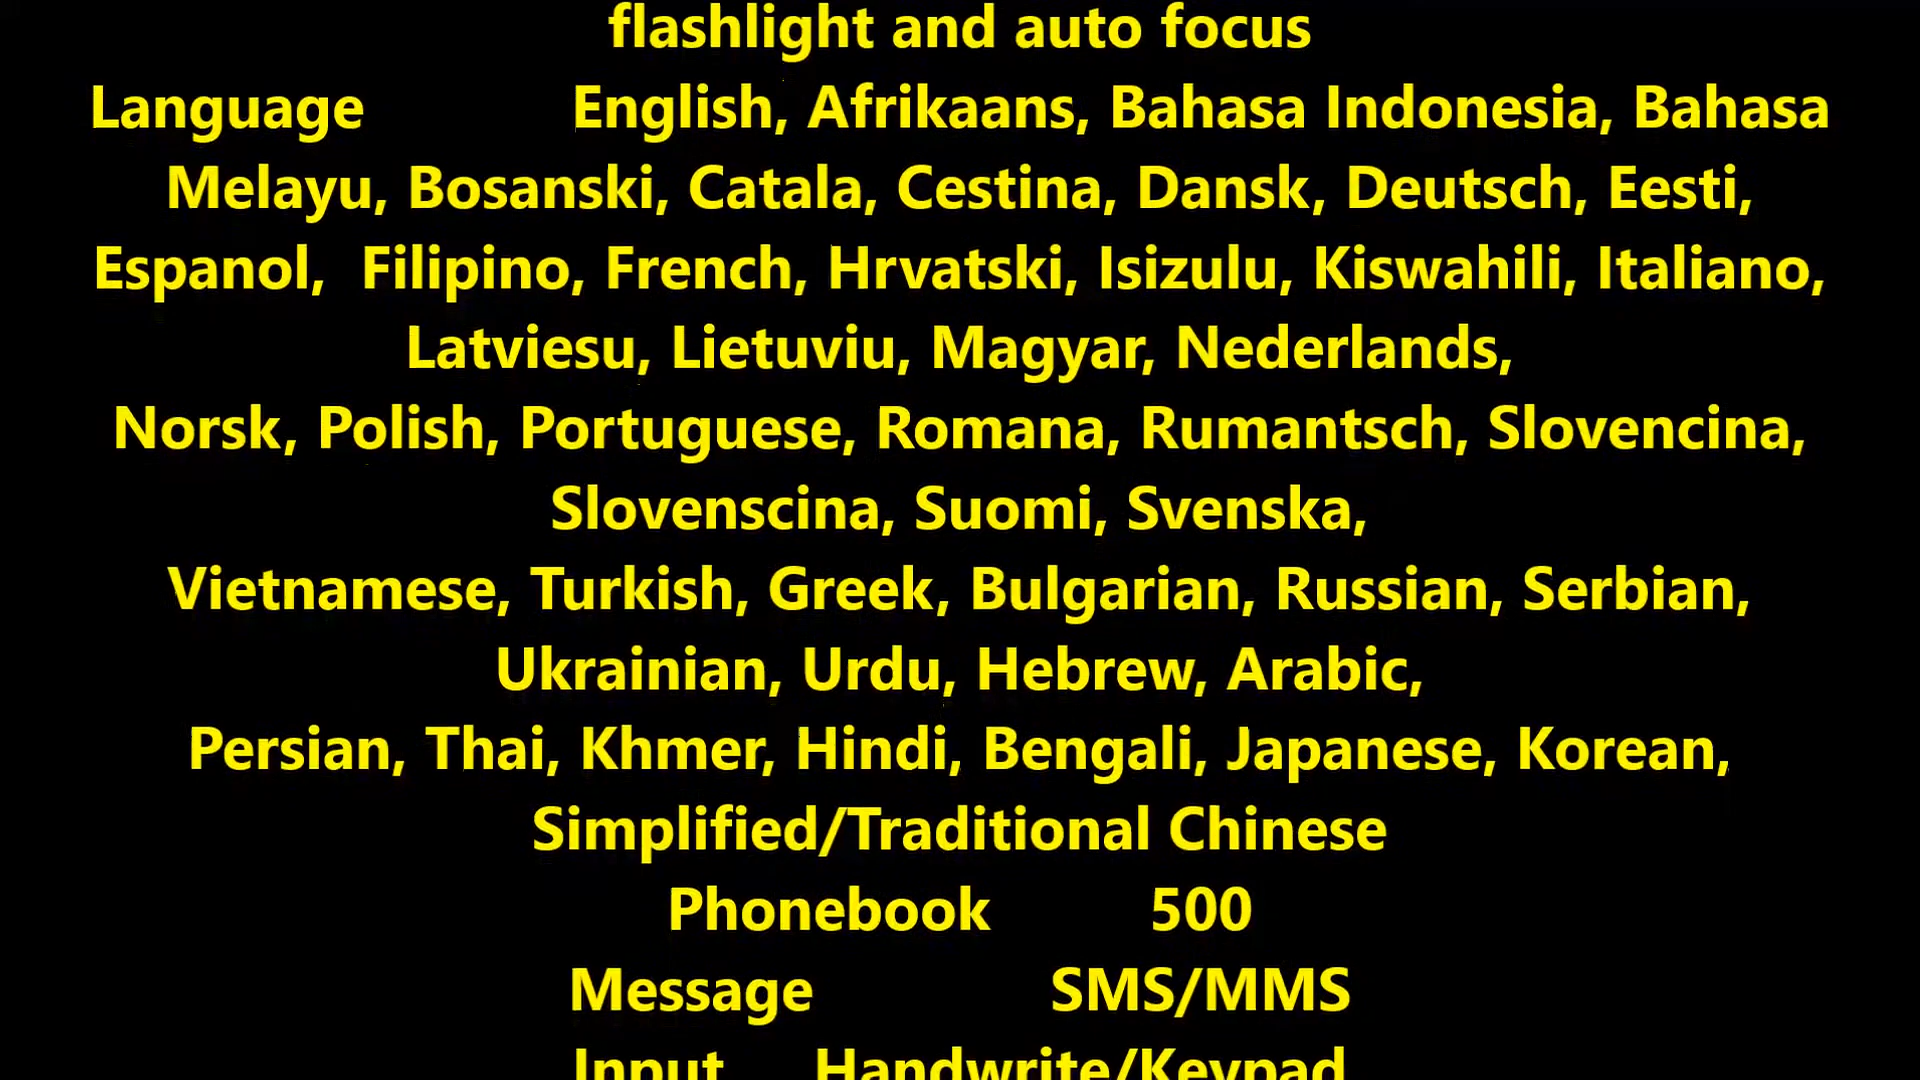 flashlight and auto focus
Language English, Afrikaans, Bahasa Indonesia, Bahasa
Melayu, Bosanski, Catala, Cestina, Dansk, Deutsch, Eesti,
Espanol, Filipino, French, Hrvatski, Isizulu, Kiswahili, Italiano,
Latviesu, Lietuviu, Magyar, Nederlands,
Norsk, Polish, Portuguese, Romana, Rumantsch, Slovencina,
Slovenscina, Suomi, Svenska,
Vietnamese, Turkish, Greek, Bulgarian, Russian, Serbian,
Ukrainian, Urdu, Hebrew, Arabic,
Persian, Thai, Khmer, Hindi, Bengali, Japanese, Korean,
Simplified/Traditional Chinese
Phonebook 500
Message SMS/MMS
Input Handwrite/Keypad